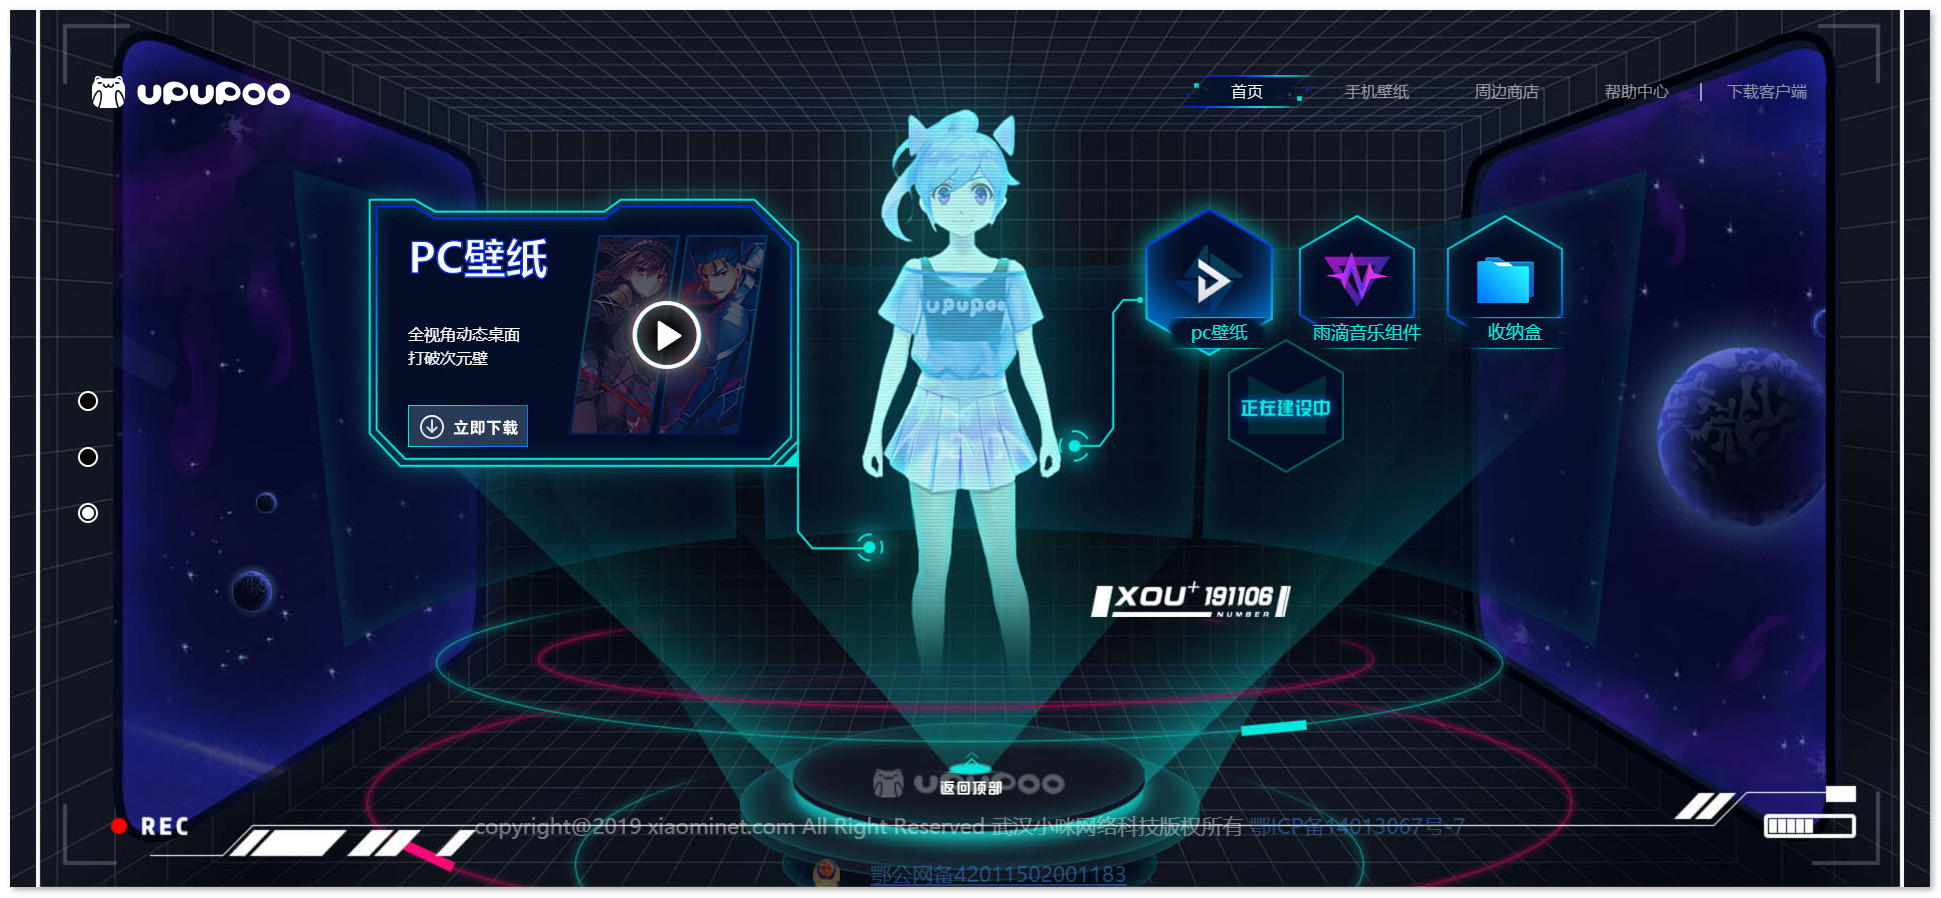 UPUPOO
首页 手机壁纸 周边商店 帮助中心 | 下载客户端
PC壁纸
全视角动态桌面
打破次元壁
立即下载
upupoo
pc壁纸
雨滴音乐组件
收纳盒
正在建设中
XOU+ 191106
NUMBER
UPUPOO
返回顶部
REC
copyright@2019 xiaominet.com All Right Reserved 武汉小咪网络科技版权所有 鄂ICP备14013067号-7
鄂公网备42011502001183